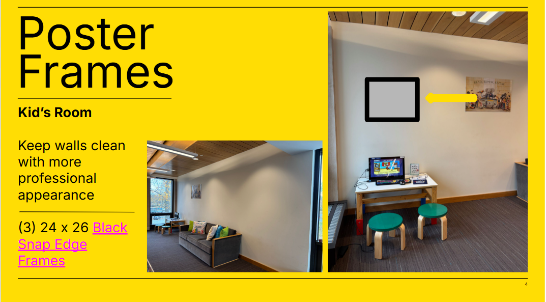 Poster
Frames
Kid's Room
Keep walls clean
with more
professional
appearance
(3) 24 x 26 Black
Snap Edge
Frames